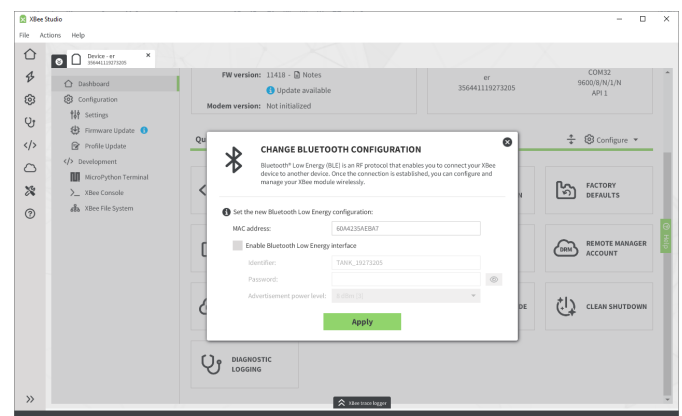 XBee Studio
File Actions Help
Device - er
356441119273205
Dashboard
Configuration
Settings
Firmware Update
Profile Update
Development
MicroPython Terminal
XBee Console
XBee File System
FW version: 11418 - Notes
Update available
Modem version: Not initialized
er
356441119273205
COM32
9600/8/N/1/N
API 1
Qu
Configure
CHANGE BLUETOOTH CONFIGURATION
Bluetooth® Low Energy (BLE) is an RF protocol that enables you to connect your XBee
device to another device. Once the connection is established, you can configure and
manage your XBee module wirelessly.
Set the new Bluetooth Low Energy configuration:
MAC address: 60A4235AEBA7
Enable Bluetooth Low Energy interface
Identifier: TANK_19273205
Password:
Advertisement power level:
Apply
N
FACTORY
DEFAULTS
DRM
REMOTE MANAGER
ACCOUNT
DE
CLEAN SHUTDOWN
DIAGNOSTIC
LOGGING
Help
XBee trace logger